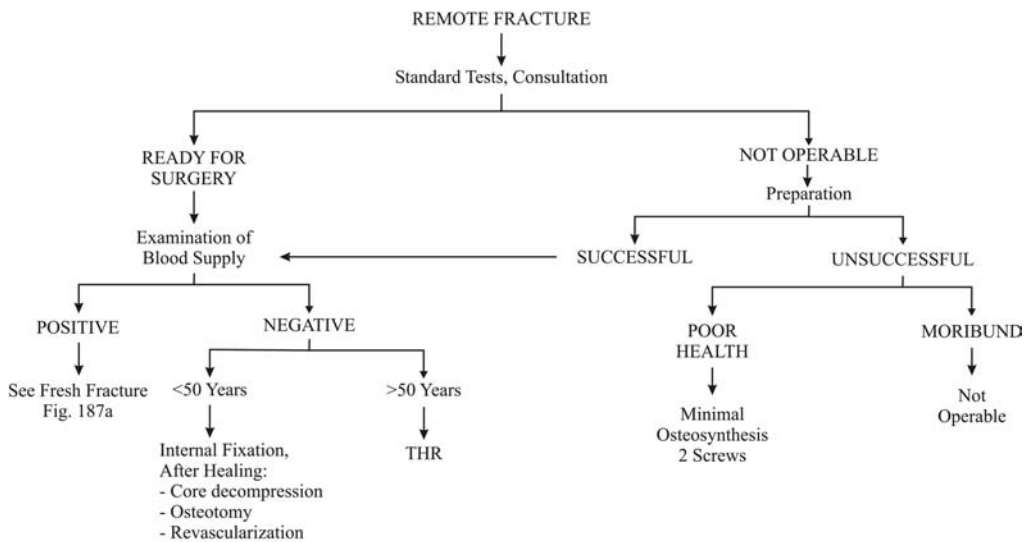 REMOTE FRACTURE
Standard Tests, Consultation
READY FOR
SURGERY
NOT OPERABLE
Preparation
Examination of
Blood Supply
SUCCESSFUL
UNSUCCESSFUL
POSITIVE
NEGATIVE
POOR
HEALTH
MORIBUND
See Fresh Fracture
Fig. 187a
<50 Years
>50 Years
Not
Operable
Minimal
Osteosynthesis
2 Screws
Internal Fixation,
After Healing:
- Core decompression
- Osteotomy
- Revascularization
THR